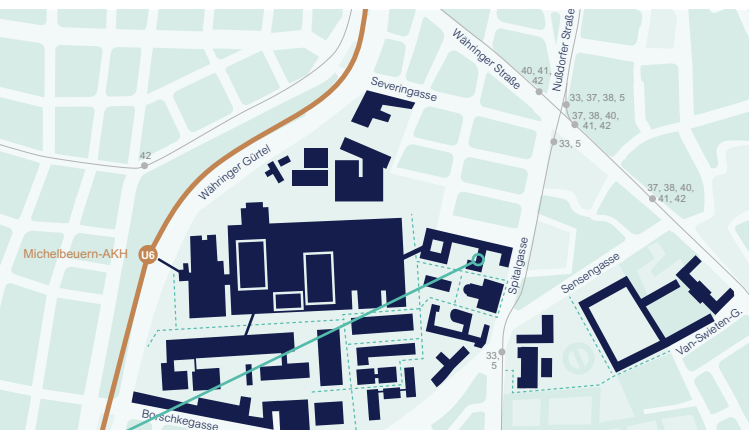 Währinger Straße
Nußdorfer Straße
40, 41,
42
Severingasse
33, 37, 38, 5
37, 38, 40,
41, 42
33, 5
42
Währinger Gürtel
37, 38, 40,
41, 42
Michelbeuern-AKH
U6
Spitalgasse
Sensengasse
Van-Swieten-G.
33,
5
Borschkegasse